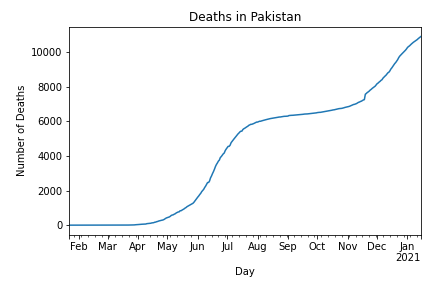 Deaths in Pakistan
Number of Deaths
10000
8000
6000
4000
2000
0
Feb Mar Apr May Jun Jul Aug Sep Oct Nov Dec Jan
2021
Day